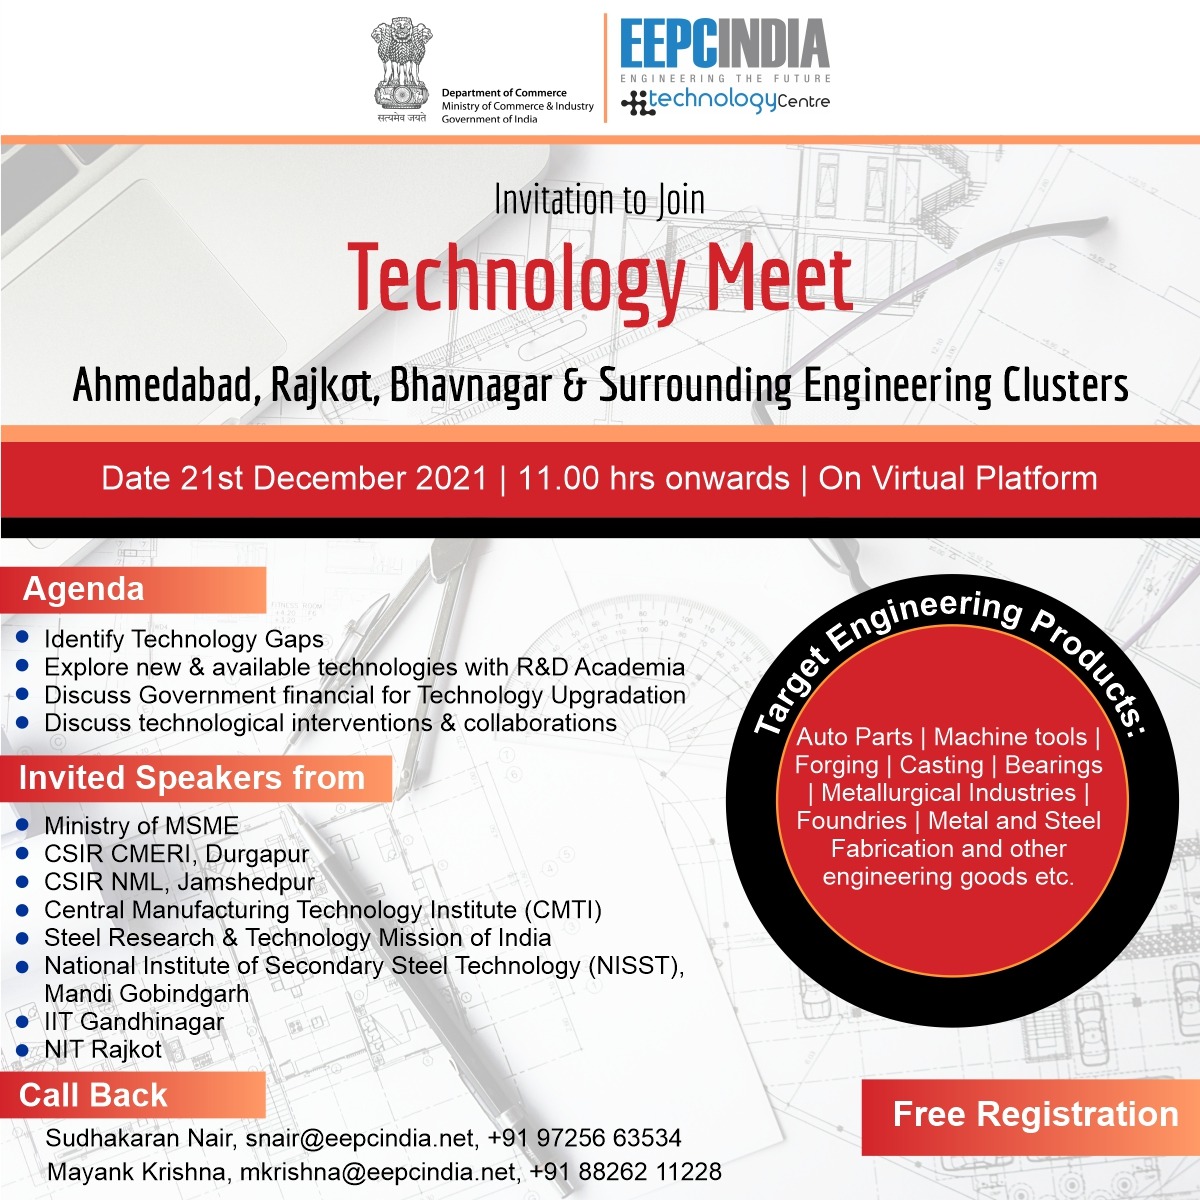 सत्यमेव जयते
Department of Commerce
Ministry of Commerce & Industry
Government of India
EEPCINDIA
ENGINEERING THE FUTURE
technologyCentre
Invitation to Join
Technology Meet
Ahmedabad, Rajkot, Bhavnagar & Surrounding Engineering Clusters
Date 21st December 2021 | 11.00 hrs onwards | On Virtual Platform
Agenda
Identify Technology Gaps
Explore new & available technologies with R&D Academia
Discuss Government financial for Technology Upgradation
Discuss technological interventions & collaborations
Invited Speakers from
Ministry of MSME
CSIR CMERI, Durgapur
CSIR NML, Jamshedpur
Central Manufacturing Technology Institute (CMTI)
Steel Research & Technology Mission of India
National Institute of Secondary Steel Technology (NISST),
Mandi Gobindgarh
IIT Gandhinagar
NIT Rajkot
Target Engineering Products:
Auto Parts | Machine tools |
Forging | Casting | Bearings
| Metallurgical Industries |
Foundries | Metal and Steel
Fabrication and other
engineering goods etc.
Call Back
Sudhakaran Nair, snair@eepcindia.net, +91 97256 63534
Mayank Krishna, mkrishna@eepcindia.net, +91 88262 11228
Free Registration